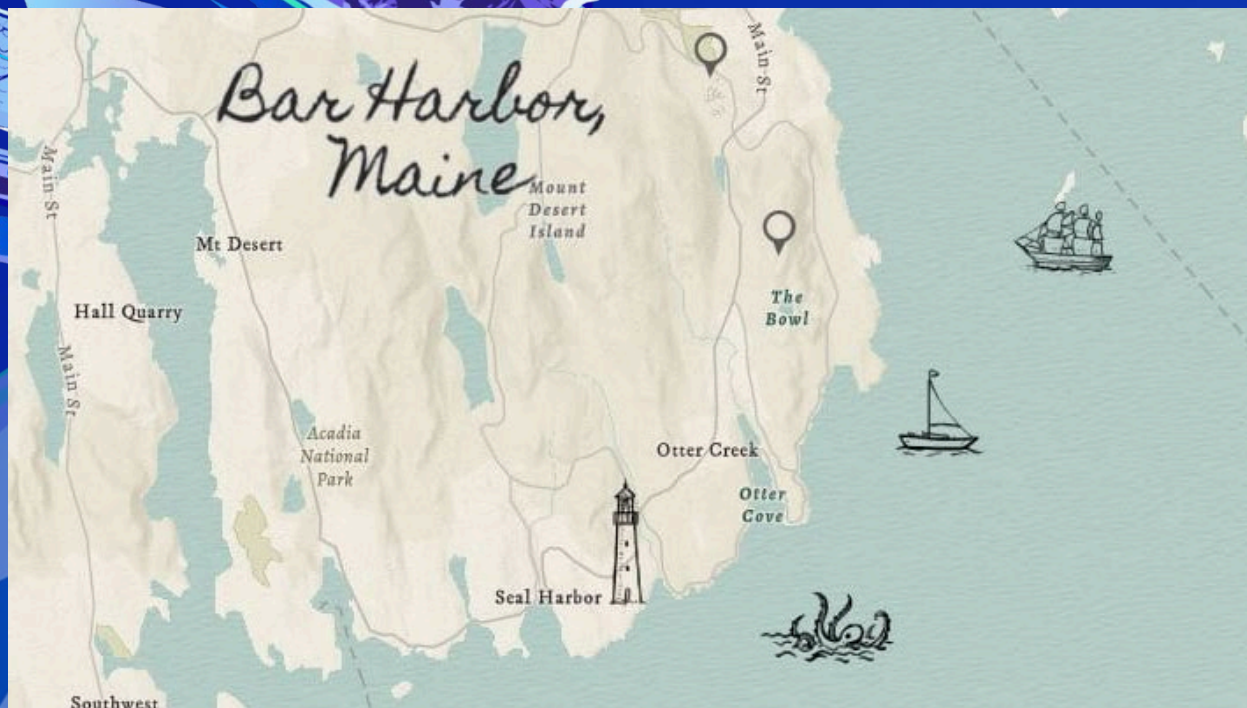 Main St
Bar Harbor,
Maine
Main St
Mount
Desert
Island
Mt Desert
The
Bowl
Hall Quarry
Main St
Acadia
National
Park
Otter Creek
Otter
Cove
Seal Harbor
Southwest